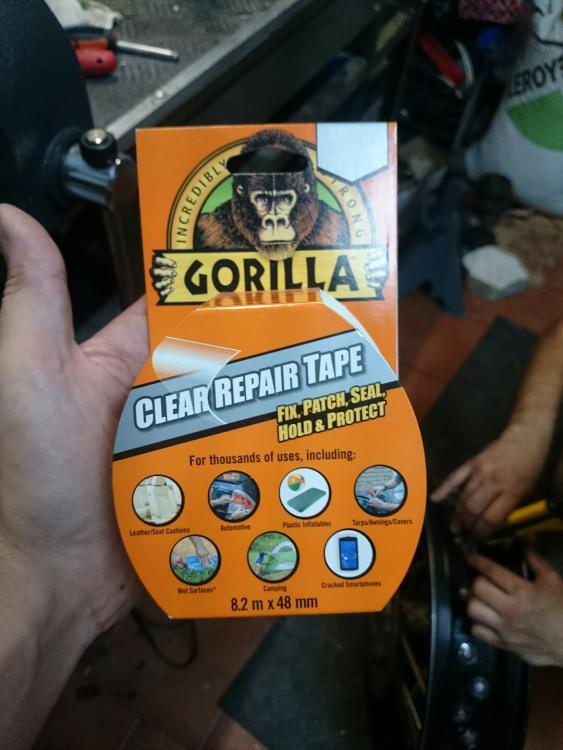 INCREDIBLY STRONG
GORILLA
CLEAR REPAIR TAPE
FIX, PATCH, SEAL,
HOLD & PROTECT
For thousands of uses, including:
Leather/Seat Cushions
Automotive
Plastic Inflatables
Tarps/Awnings/Covers
Wet Surfaces*
Camping
Cracked Smartphones
8.2 m x 48 mm